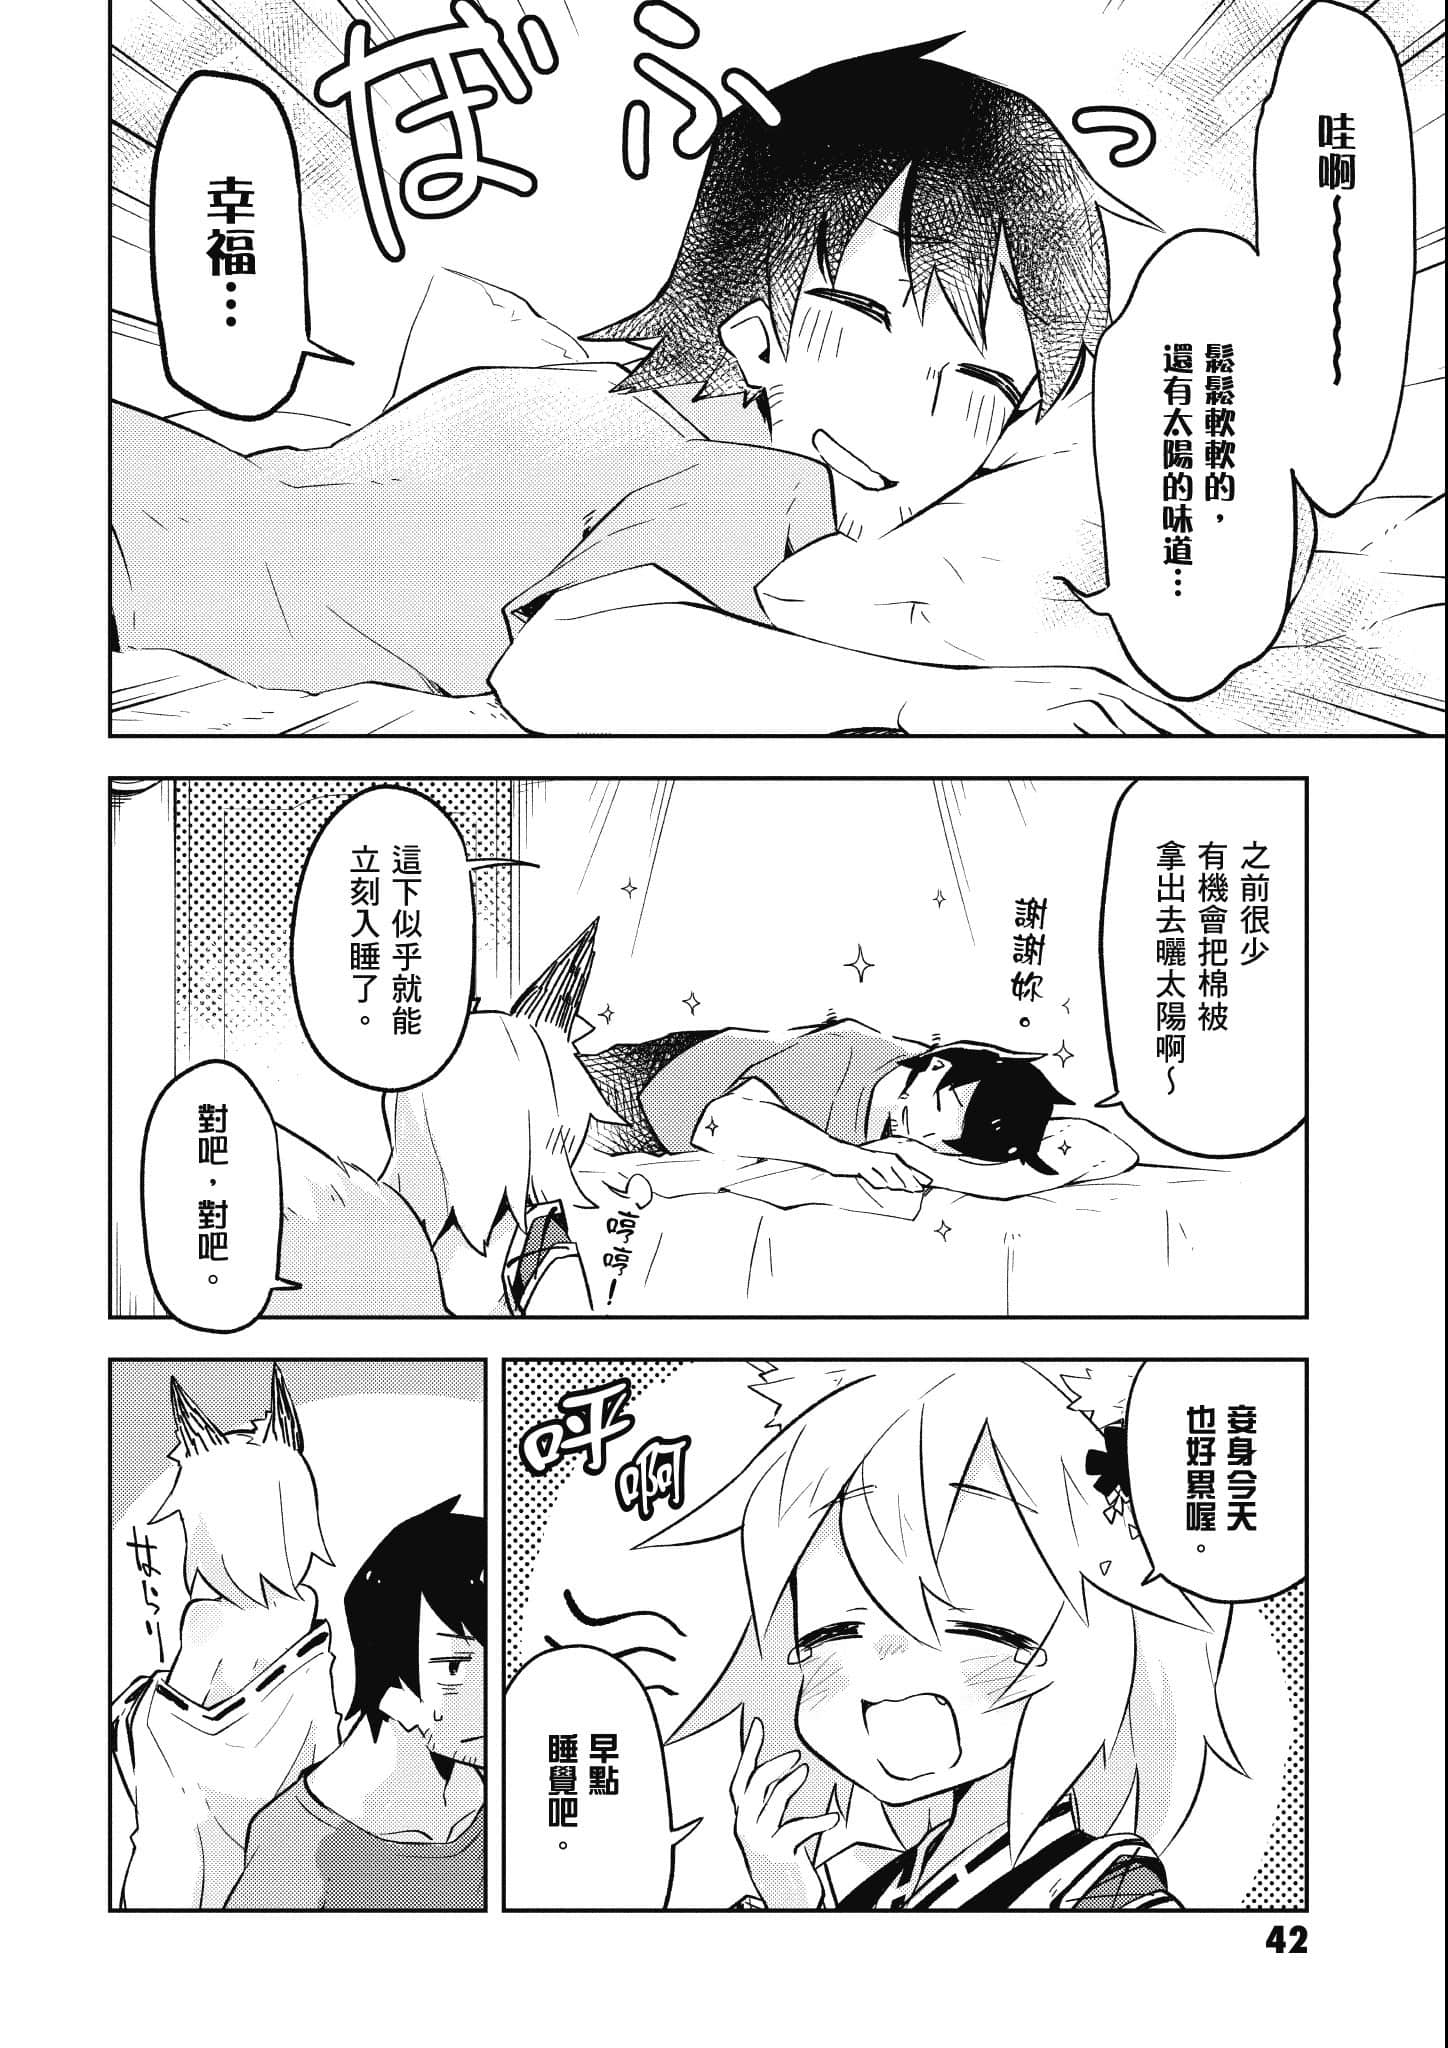 哇啊～～～～～
鬆鬆軟軟的，
還有太陽的味道…
ぼふっ
幸福…
之前很少
有機會把棉被
拿出去曬太陽啊～
謝謝妳。
這下似乎就能
立刻入睡了。
哼哼！
對吧，對吧。
妾身今天
也好累喔。
呼
啊
早點
睡覺吧。
はらー
42